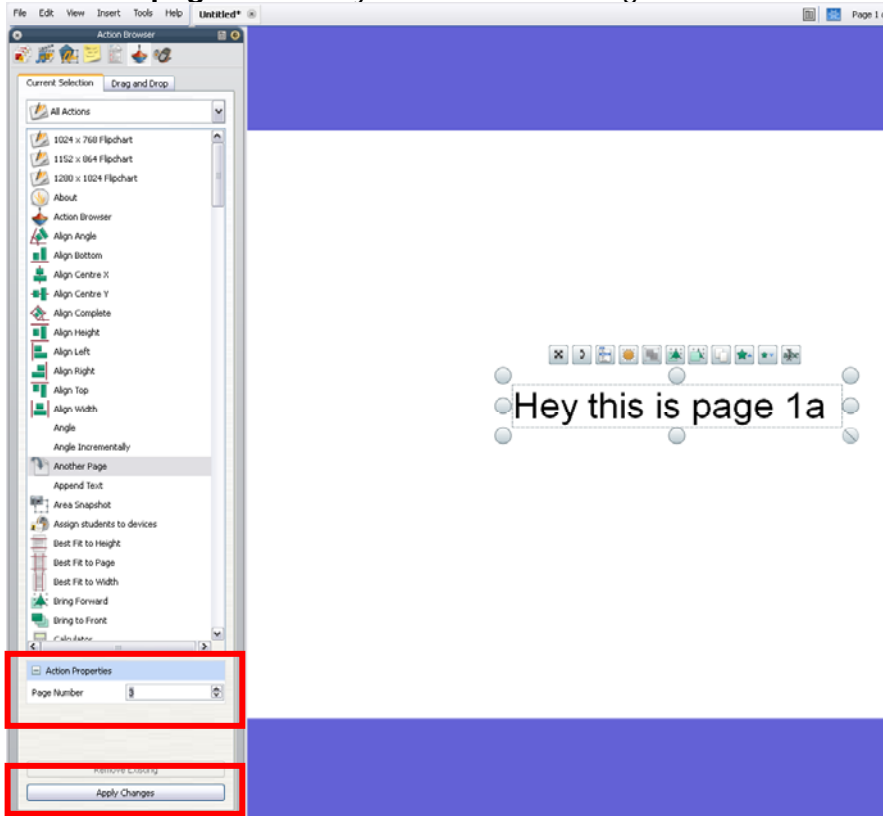 File Edit View Insert Tools Help Untitled* Page 1
Action Browser
Current Selection Drag and Drop
All Actions
1024 x 768 Flipchart
1152 x 864 Flipchart
1280 x 1024 Flipchart
About
Action Browser
Align Angle
Align Bottom
Align Centre X
Align Centre Y
Align Complete
Align Height
Align Left
Align Right
Align Top
Align Width
Angle
Angle Incrementally
Another Page
Append Text
Area Snapshot
Assign students to devices
Best Fit to Height
Best Fit to Page
Best Fit to Width
Bring Forward
Bring to Front
Calculator
Hey this is page 1a
Action Properties
Page Number
Remove Existing
Apply Changes